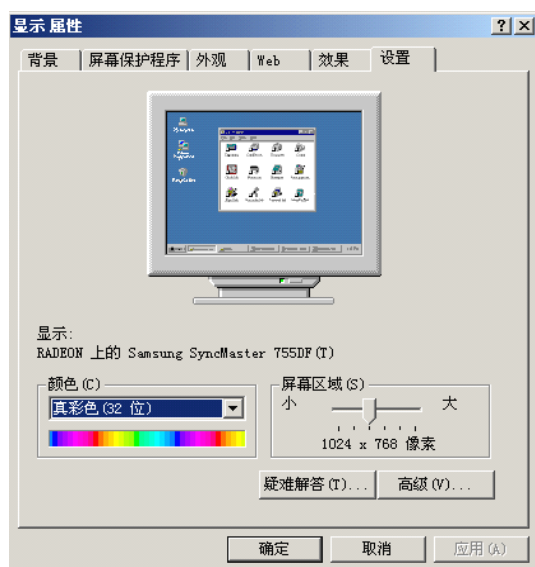 显示 属性
背景 屏幕保护程序 外观 Web 效果 设置
显示:
RADEON 上的 Samsung SyncMaster 755DF(T)
颜色(C)
真彩色(32 位)
屏幕区域(S)
小 大
1024 x 768 像素
疑难解答(T)... 高级(V)...
确定 取消 应用(A)